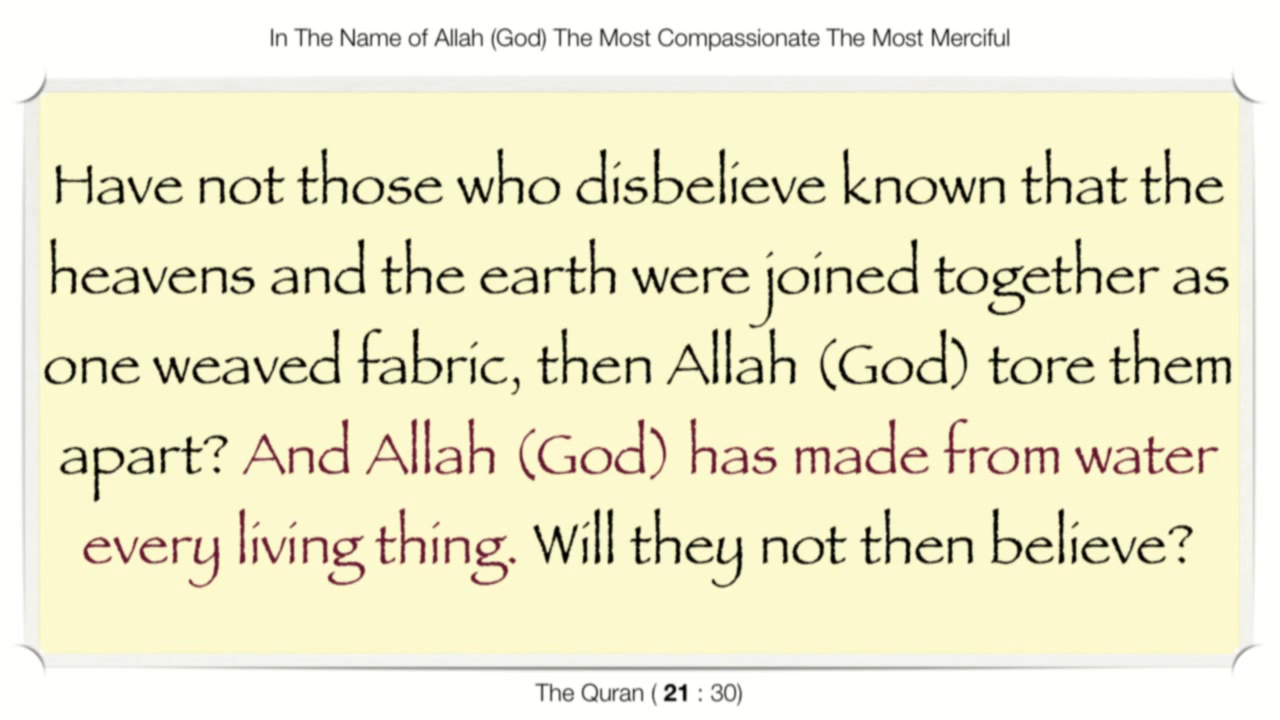 In The Name of Allah (God) The Most Compassionate The Most Merciful
Have not those who disbelieve known that the
heavens and the earth were joined together as
one weaved fabric, then Allah (God) tore them
apart? And Allah (God) has made from water
every living thing. Will they not then believe?
The Quran ( 21 : 30)